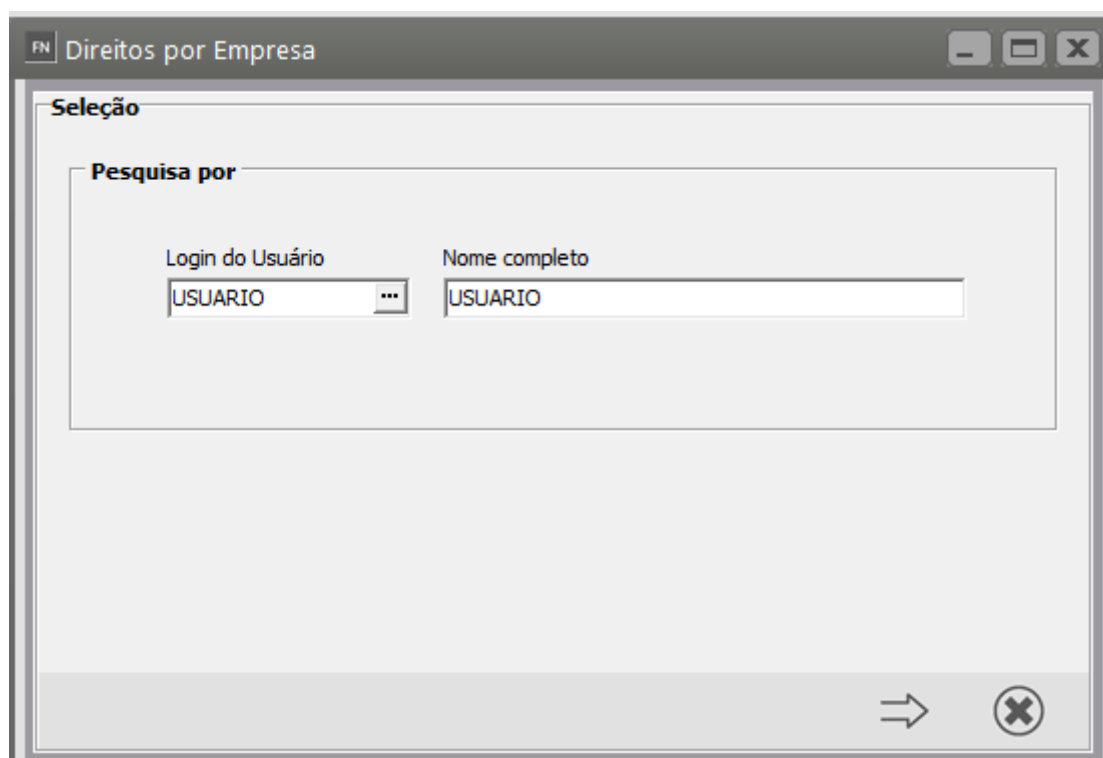 FN Direitos por Empresa
Seleção
Pesquisa por
Login do Usuário Nome completo
USUARIO ... USUARIO